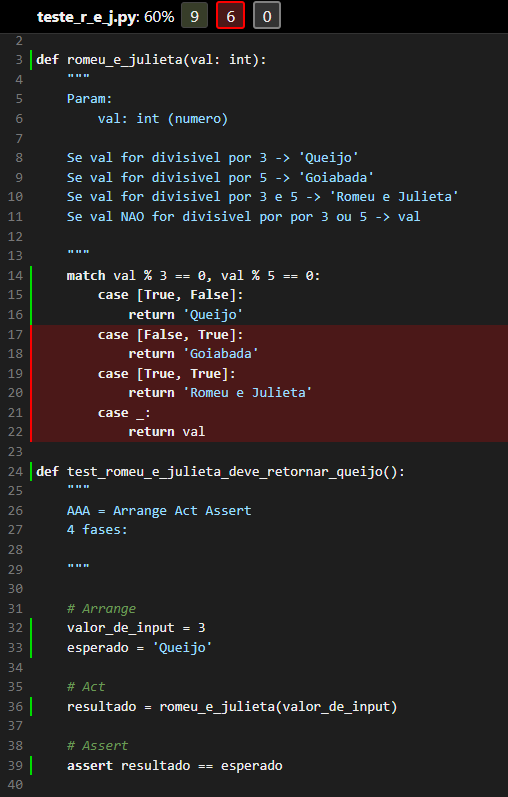 teste_r_e_j.py: 60% 9 6 0
2
3 def romeu_e_julieta(val: int):
4 """
5 Param:
6 val: int (numero)
7
8 Se val for divisivel por 3 -> 'Queijo'
9 Se val for divisivel por 5 -> 'Goiabada'
10 Se val for divisivel por 3 e 5 -> 'Romeu e Julieta'
11 Se val NAO for divisivel por por 3 ou 5 -> val
12
13 """
14 match val % 3 == 0, val % 5 == 0:
15 case [True, False]:
16 return 'Queijo'
17 case [False, True]:
18 return 'Goiabada'
19 case [True, True]:
20 return 'Romeu e Julieta'
21 case _:
22 return val
23
24 def test_romeu_e_julieta_deve_retornar_queijo():
25 """
26 AAA = Arrange Act Assert
27 4 fases:
28
29 """
30
31 # Arrange
32 valor_de_input = 3
33 esperado = 'Queijo'
34
35 # Act
36 resultado = romeu_e_julieta(valor_de_input)
37
38 # Assert
39 assert resultado == esperado
40